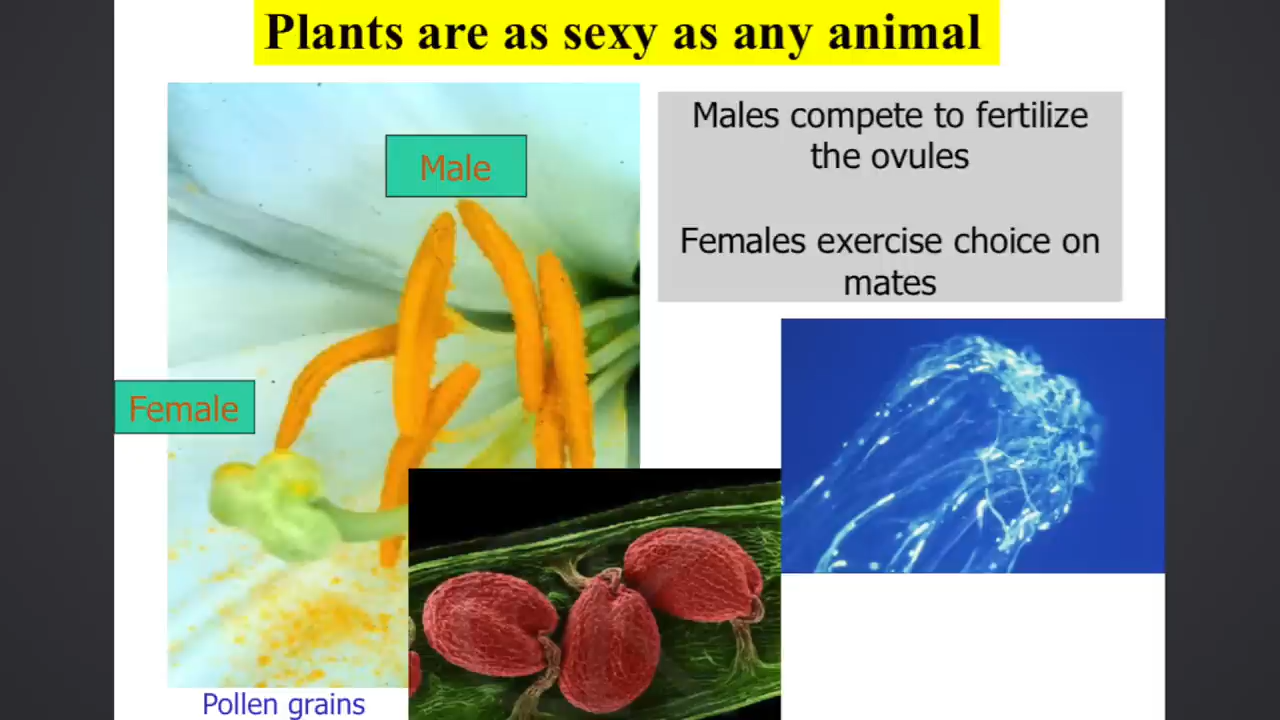 Plants are as sexy as any animal
Male
Males compete to fertilize
the ovules
Females exercise choice on
mates
Female
Pollen grains